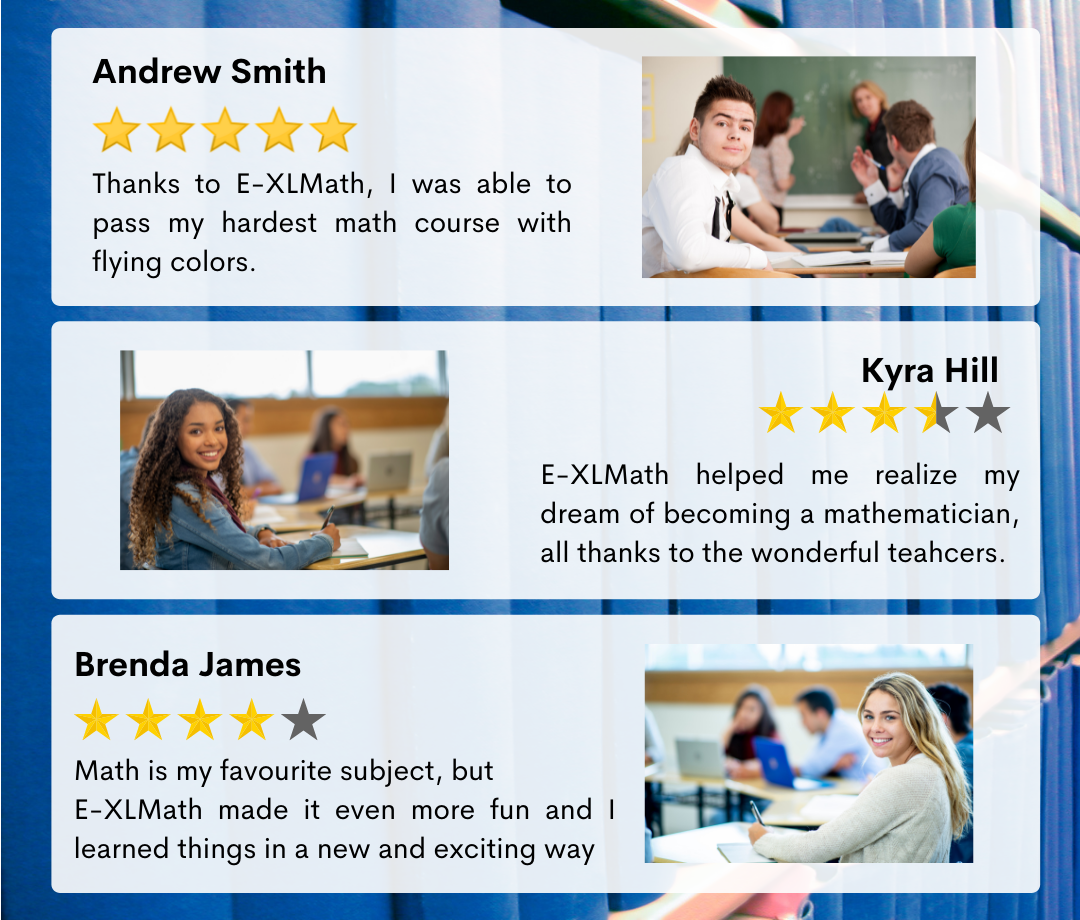 Andrew Smith
Thanks to E-XLMath, I was able to
pass my hardest math course with
flying colors.
Kyra Hill
E-XLMath helped me realize my
dream of becoming a mathematician,
all thanks to the wonderful teahcers.
Brenda James
Math is my favourite subject, but
E-XLMath made it even more fun and I
learned things in a new and exciting way